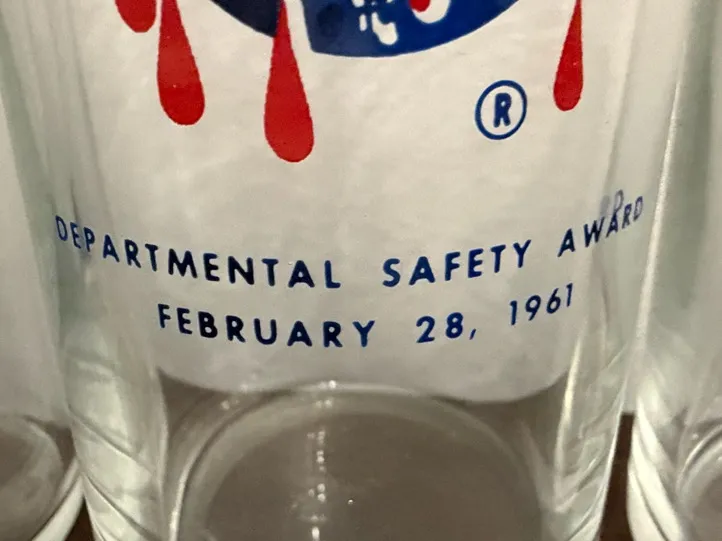 ®
DEPARTMENTAL SAFETY AWARD
FEBRUARY 28, 1961